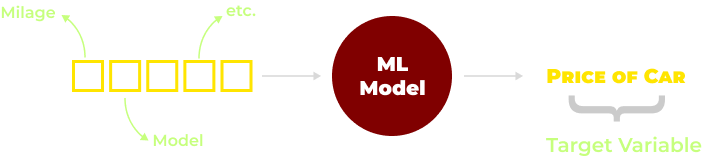 Milage
etc.
ML
Model
Price of Car
Model
Target Variable